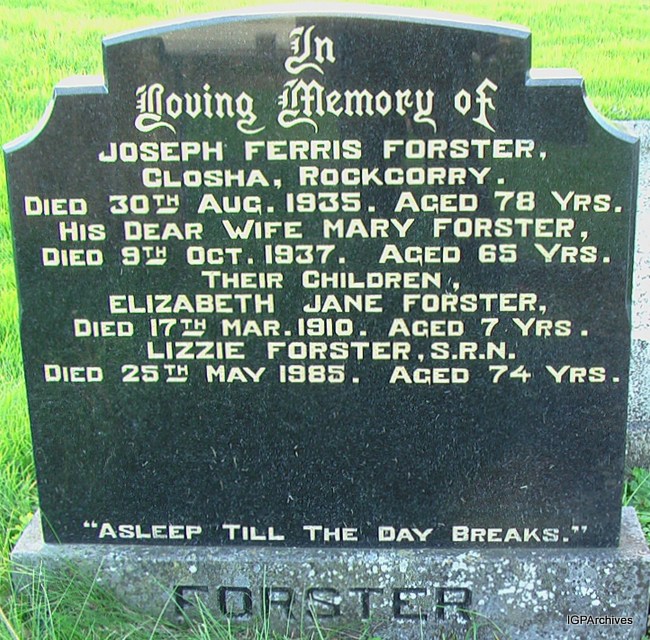 In
Loving Memory of
JOSEPH FERRIS FORSTER,
CLOSHA, ROCKCORRY.
DIED 30TH AUG. 1935. AGED 78 YRS.
HIS DEAR WIFE MARY FORSTER,
DIED 9TH OCT. 1937. AGED 65 YRS.
THEIR CHILDREN,
ELIZABETH JANE FORSTER,
DIED 17TH MAR. 1910. AGED 7 YRS.
LIZZIE FORSTER, S.R.N.
DIED 25TH MAY 1985. AGED 74 YRS.
"ASLEEP TILL THE DAY BREAKS."
FORSTER
IGPArchives